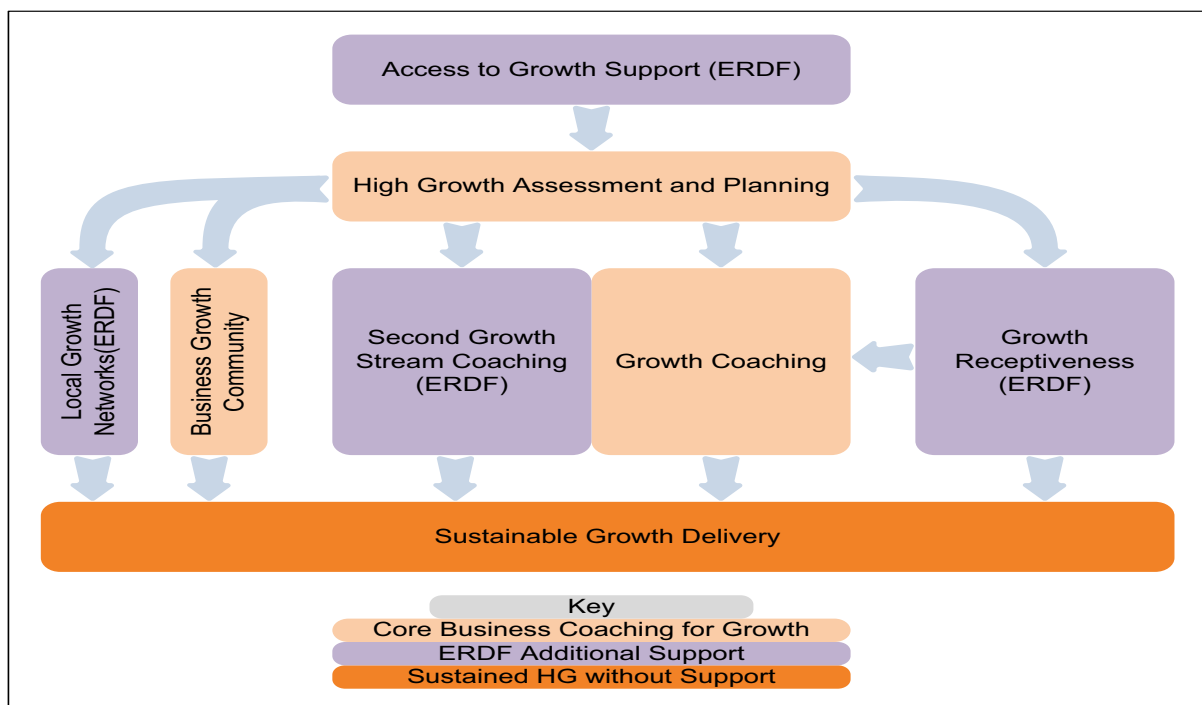 Access to Growth Support (ERDF)
High Growth Assessment and Planning
Local Growth
Networks(ERDF)
Business Growth
Community
Second Growth
Stream Coaching
(ERDF)
Growth Coaching
Growth
Receptiveness
(ERDF)
Sustainable Growth Delivery
Key
Core Business Coaching for Growth
ERDF Additional Support
Sustained HG without Support